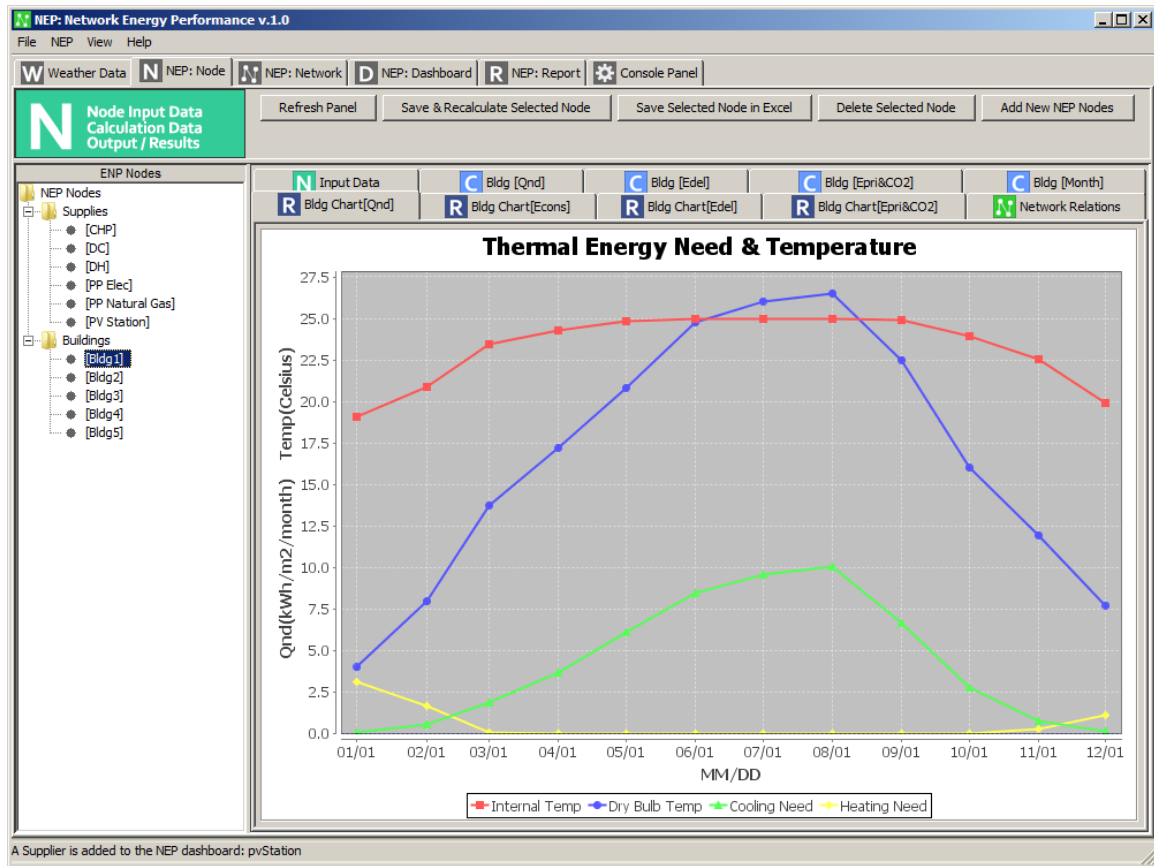 NEP: Network Energy Performance v.1.0
File NEP View Help
W Weather Data N NEP: Node N NEP: Network D NEP: Dashboard R NEP: Report Console Panel
N Node Input Data
Calculation Data
Output / Results
Refresh Panel Save & Recalculate Selected Node Save Selected Node in Excel Delete Selected Node Add New NEP Nodes
ENP Nodes
NEP Nodes
Supplies
[CHP]
[DC]
[DH]
[PP Elec]
[PP Natural Gas]
[PV Station]
Buildings
[Bldg1]
[Bldg2]
[Bldg3]
[Bldg4]
[Bldg5]
N Input Data C Bldg [Qnd] C Bldg [Edel] C Bldg [Epri&CO2] C Bldg [Month]
R Bldg Chart[Qnd] R Bldg Chart[Econs] R Bldg Chart[Edel] R Bldg Chart[Epri&CO2] N Network Relations
Thermal Energy Need & Temperature
Qnd(kWh/m2/month) Temp(Celsius)
27.5
25.0
22.5
20.0
17.5
15.0
12.5
10.0
7.5
5.0
2.5
0.0
01/01 02/01 03/01 04/01 05/01 06/01 07/01 08/01 09/01 10/01 11/01 12/01
MM/DD
Internal Temp Dry Bulb Temp Cooling Need Heating Need
A Supplier is added to the NEP dashboard: pvStation